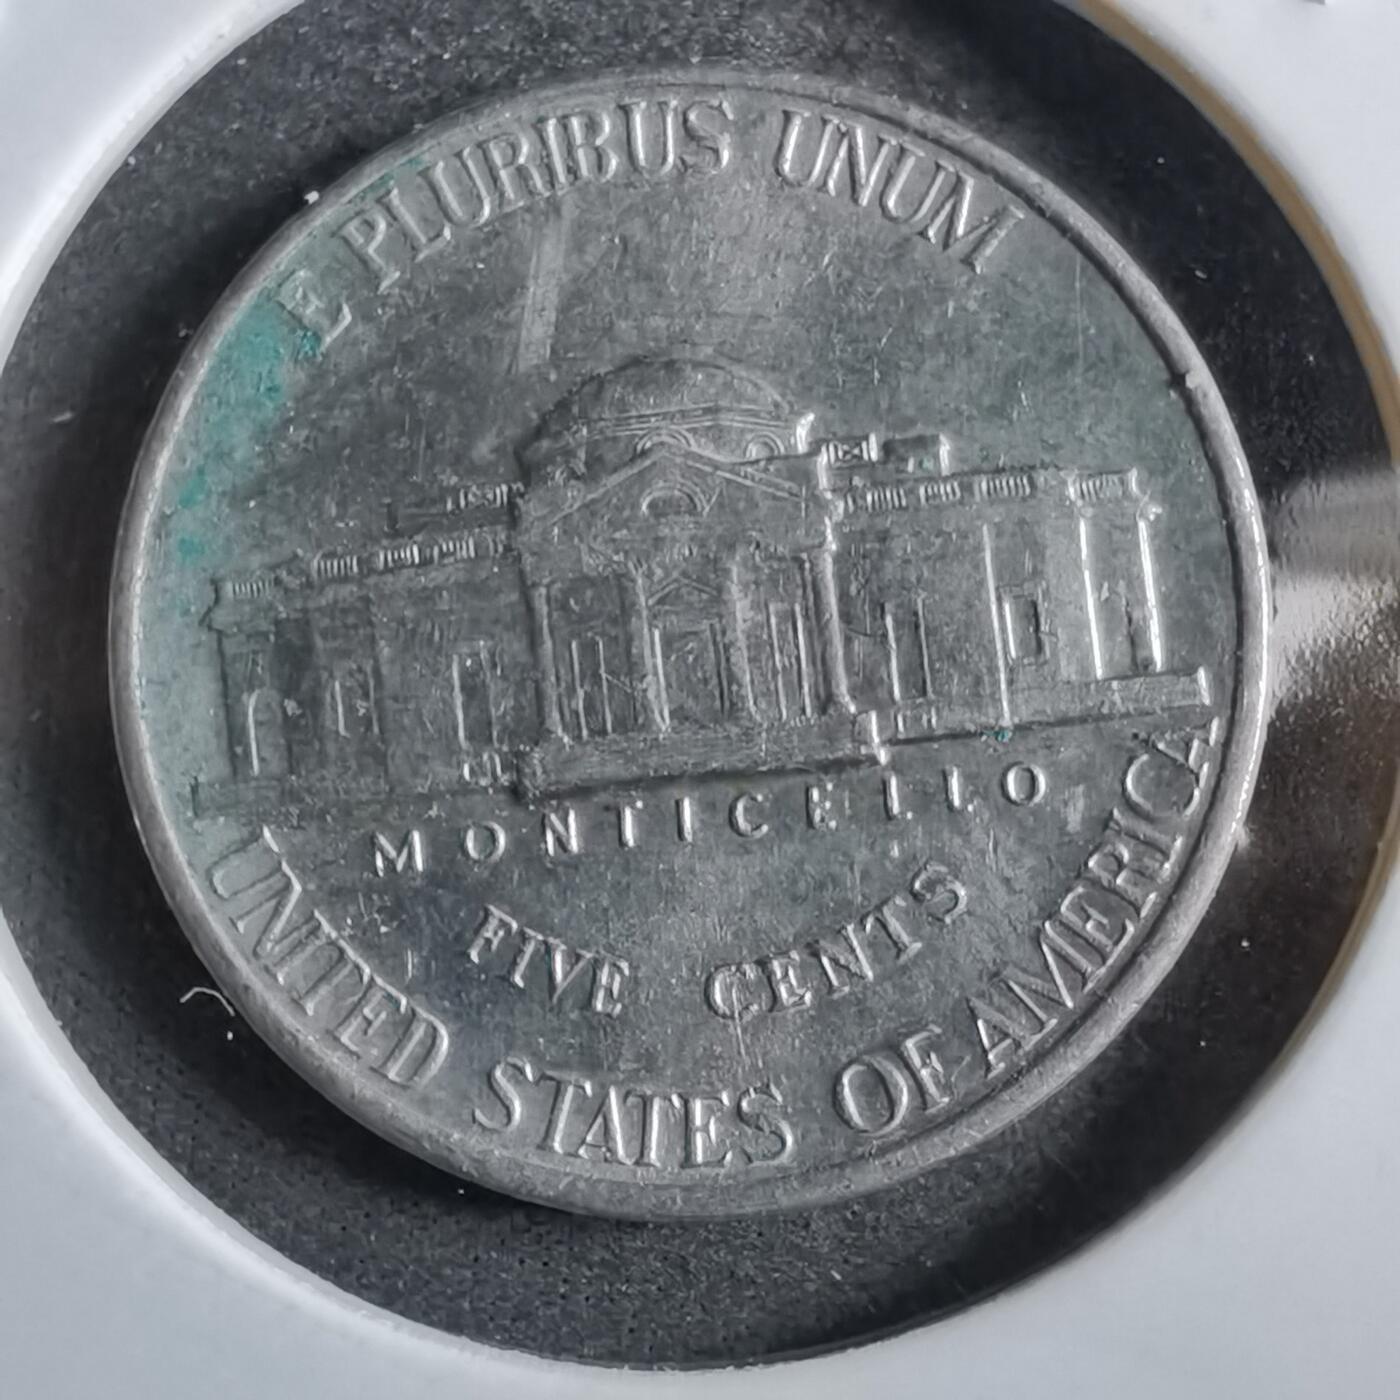 E PLURIBUS UNUM
MONTICELLO
FIVE CENTS
UNITED STATES OF AMERICA